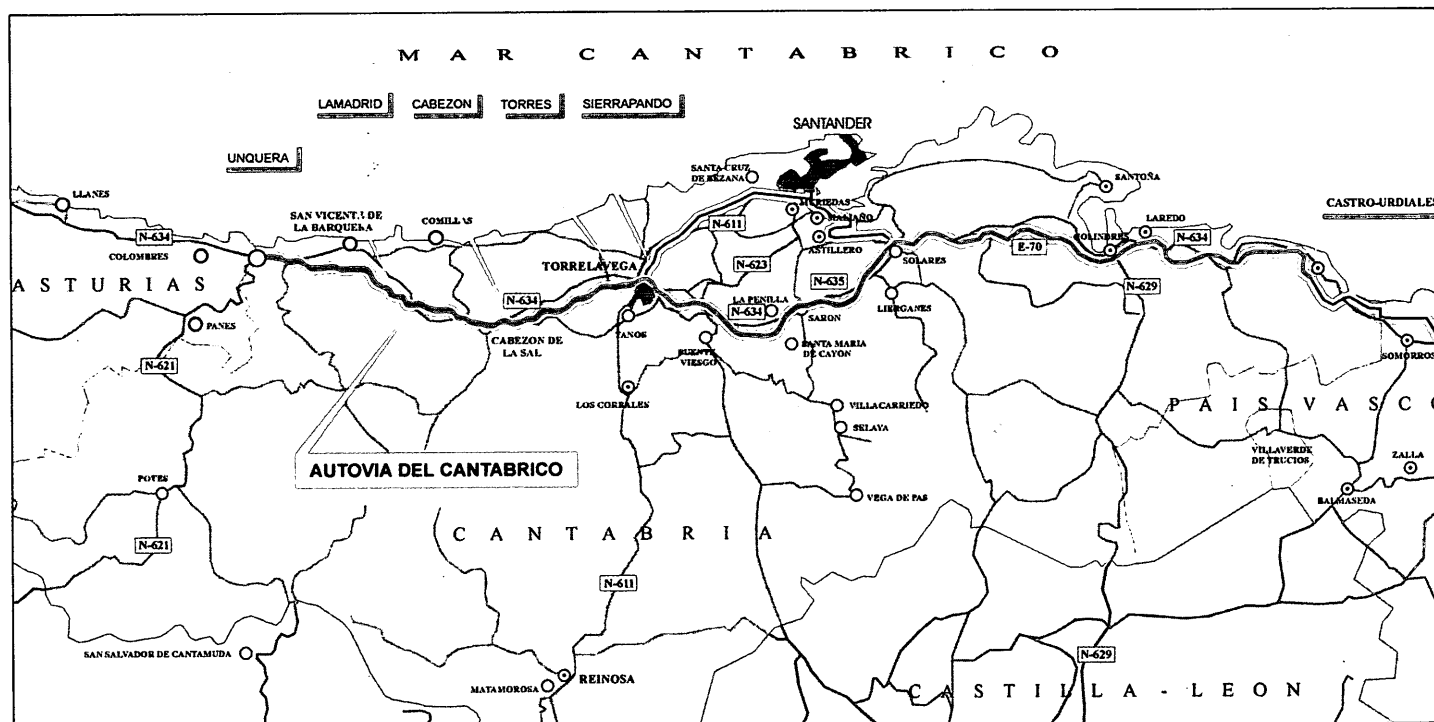 MAR CANTABRICO
LAMADRID
CABEZON
TORRES
SIERRAPANDO
SANTANDER
UNQUERA
SANTA CRUZ
DE BEZANA
SANTOÑA
LLANES
SAN VICENTE DE
LA BARQUERA
COMILLAS
MURIEDAS
MALIAÑO
N-611
LAREDO
CASTRO-URDIALES
N-634
COLOMBRES
ASTILLERO
SOLARES
E-70
COLINDRES
N-634
TORRELAVEGA
N-623
N-635
ASTURIAS
N-634
LA PENILLA
N-634
LIERGANES
N-629
PANES
CABEZON DE
LA SAL
TANOS
SARON
PUENTE
VIESGO
SANTA MARIA
DE CAYON
SOMORROS
N-621
LOS CORRALES
VILLACARRIEDO
PAIS VASCO
SELAYA
AUTOVIA DEL CANTABRICO
VILLAVERDE
DE TRUCIOS
ZALLA
POTES
VEGA DE PAS
BALMASEDA
CANTABRIA
N-621
N-611
SAN SALVADOR DE CANTAMUDA
N-629
REINOSA
MATAMOROSA
CASTILLA-LEON